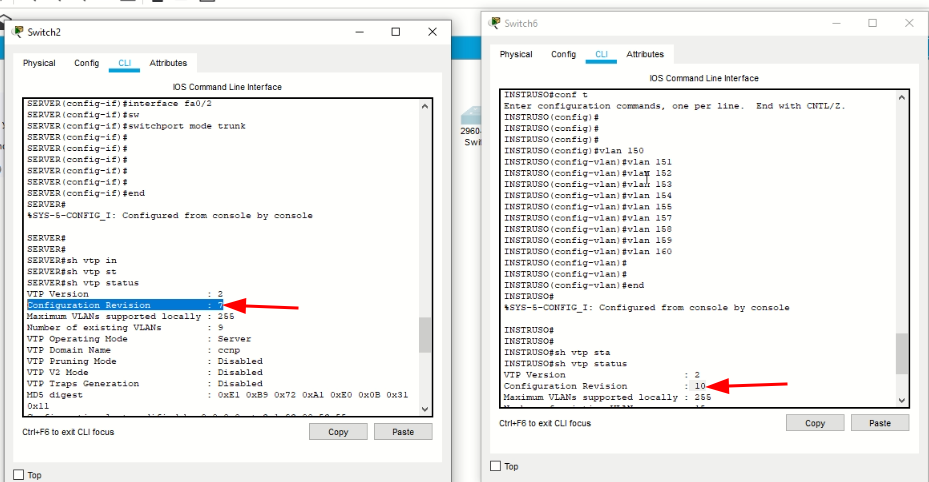 Switch2
Physical Config CLI Attributes
IOS Command Line Interface
SERVER(config-if)#interface fa0/2
SERVER(config-if)#sw
SERVER(config-if)#switchport mode trunk
SERVER(config-if)#
SERVER(config-if)#
SERVER(config-if)#
SERVER(config-if)#
SERVER(config-if)#
SERVER(config-if)#end
SERVER#
%SYS-5-CONFIG_I: Configured from console by console
SERVER#
SERVER#
SERVER#sh vtp in
SERVER#sh vtp st
SERVER#sh vtp status
VTP Version : 2
Configuration Revision : 7
Maximum VLANs supported locally : 255
Number of existing VLANs : 9
VTP Operating Mode : Server
VTP Domain Name : ccnp
VTP Pruning Mode : Disabled
VTP V2 Mode : Disabled
VTP Traps Generation : Disabled
MD5 digest : 0xE1 0xB9 0x72 0xA1 0xE0 0x0B 0x31
0x11
Ctrl+F6 to exit CLI focus
Copy Paste
Top
2960-
Swit
Switch6
Physical Config CLI Attributes
IOS Command Line Interface
INSTRUSO#conf t
Enter configuration commands, one per line. End with CNTL/Z.
INSTRUSO(config)#
INSTRUSO(config)#
INSTRUSO(config)#
INSTRUSO(config)#vlan 150
INSTRUSO(config-vlan)#vlan 151
INSTRUSO(config-vlan)#vlan 152
INSTRUSO(config-vlan)#vlan 153
INSTRUSO(config-vlan)#vlan 154
INSTRUSO(config-vlan)#vlan 155
INSTRUSO(config-vlan)#vlan 157
INSTRUSO(config-vlan)#vlan 158
INSTRUSO(config-vlan)#vlan 159
INSTRUSO(config-vlan)#vlan 160
INSTRUSO(config-vlan)#
INSTRUSO(config-vlan)#
INSTRUSO(config-vlan)#end
INSTRUSO#
%SYS-5-CONFIG_I: Configured from console by console
INSTRUSO#
INSTRUSO#
INSTRUSO#sh vtp sta
INSTRUSO#sh vtp status
VTP Version : 2
Configuration Revision : 10
Maximum VLANs supported locally : 255
Ctrl+F6 to exit CLI focus
Copy Paste
Top